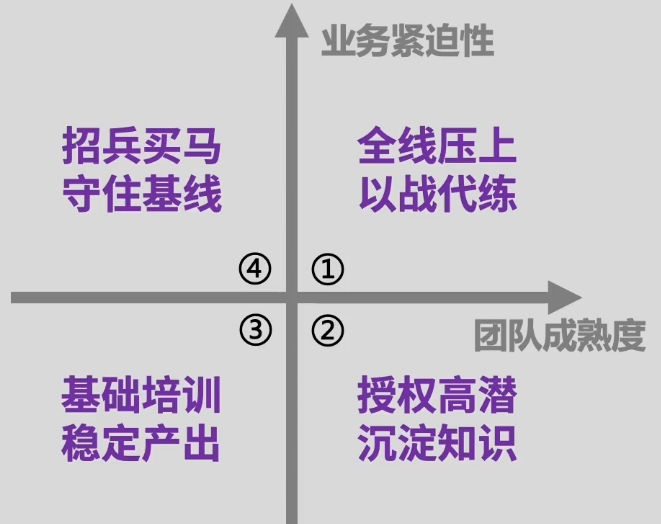 业务紧迫性
招兵买马
守住基线
全线压上
以战代练
④
①
团队成熟度
③
②
基础培训
稳定产出
授权高潜
沉淀知识